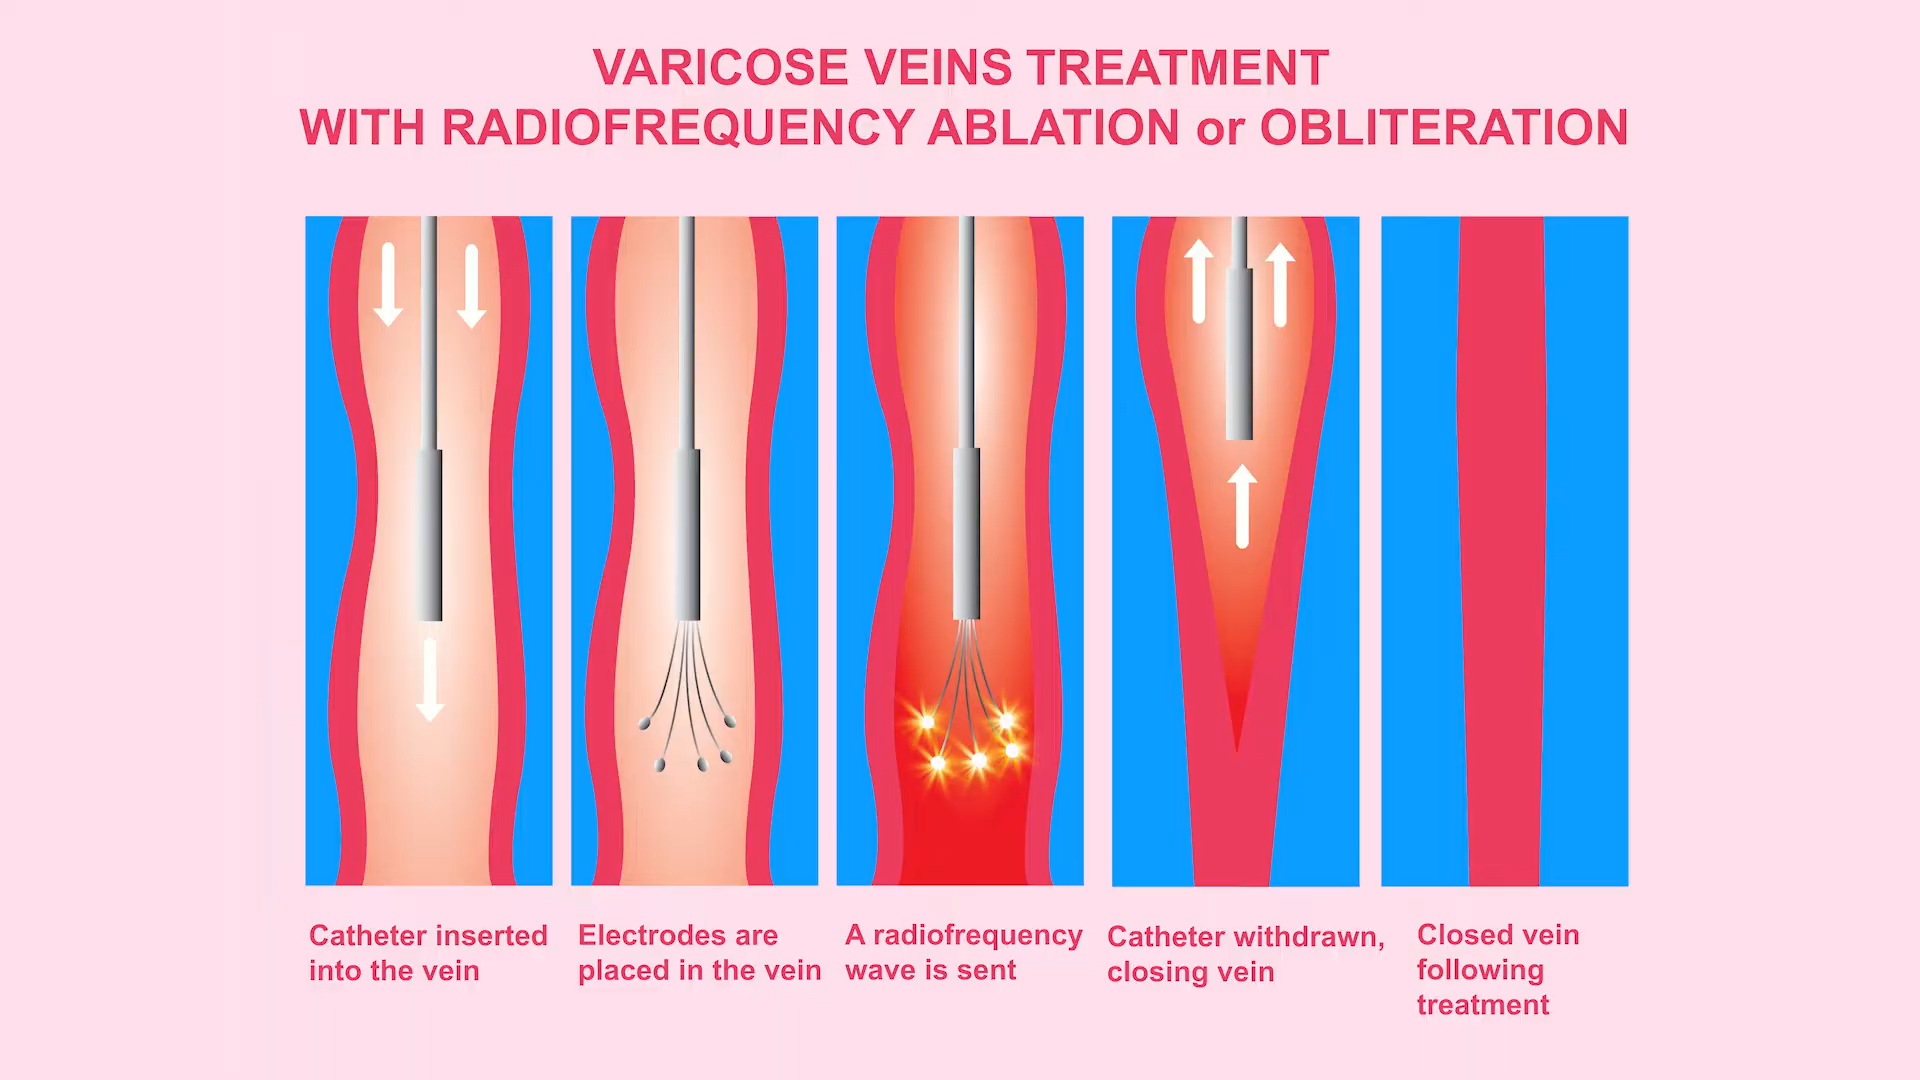 VARICOSE VEINS TREATMENT
WITH RADIOFREQUENCY ABLATION or OBLITERATION
Catheter inserted
into the vein
Electrodes are
placed in the vein
A radiofrequency
wave is sent
Catheter withdrawn,
closing vein
Closed vein
following
treatment